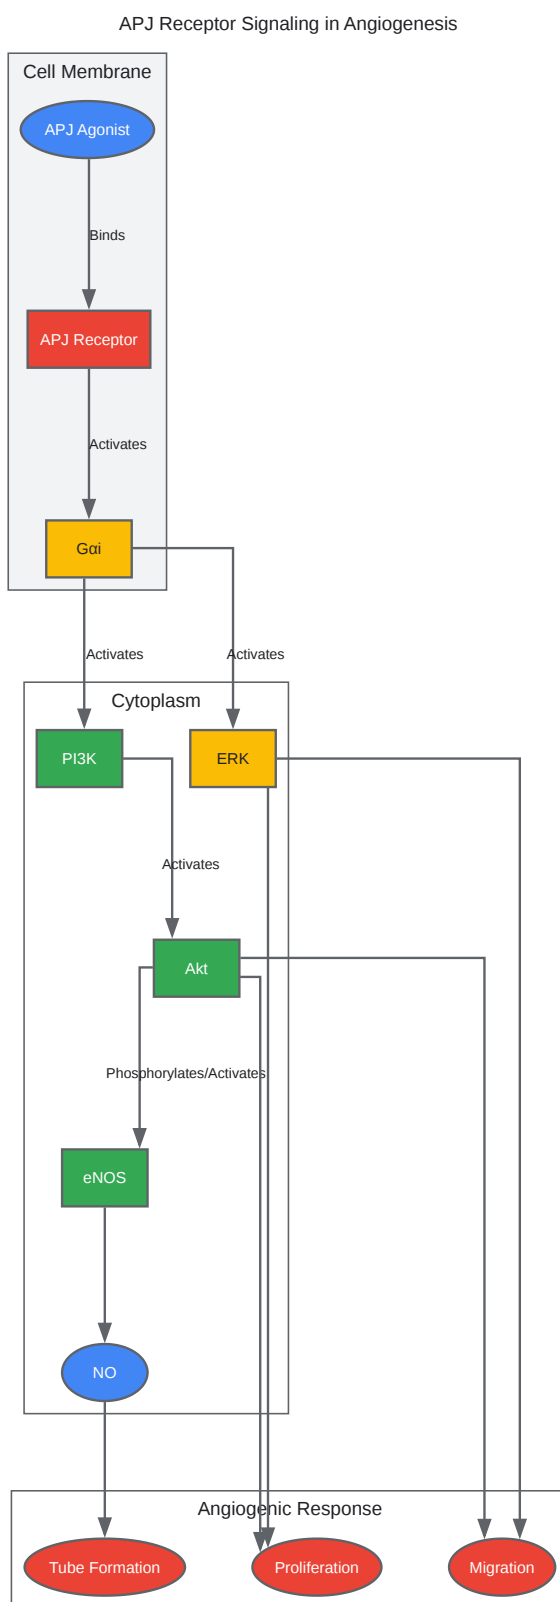 APJ Receptor Signaling in Angiogenesis
Cell Membrane
APJ Agonist
Binds
APJ Receptor
Activates
Gαi
Activates
Activates
Cytoplasm
PI3K
ERK
Activates
Akt
Phosphorylates/Activates
eNOS
NO
Angiogenic Response
Tube Formation
Proliferation
Migration